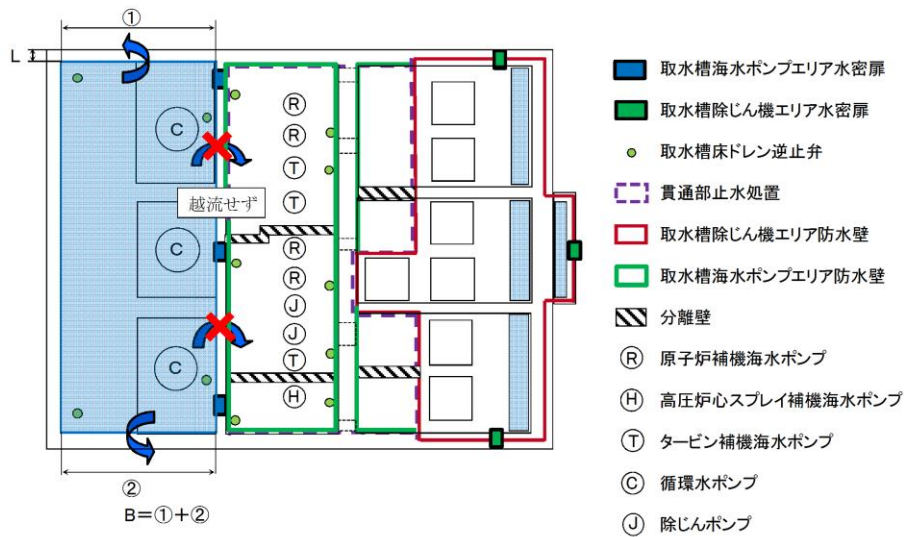 ①
L
C
C
C
越流せず
R
R
T
T
R
R
J
J
T
H
②
B=①+②
取水槽海水ポンプエリア水密扉
取水槽除じん機エリア水密扉
取水槽床ドレン逆止弁
貫通部止水処置
取水槽除じん機エリア防水壁
取水槽海水ポンプエリア防水壁
分離壁
R 原子炉補機海水ポンプ
H 高圧炉心スプレイ補機海水ポンプ
T タービン補機海水ポンプ
C 循環水ポンプ
J 除じんポンプ